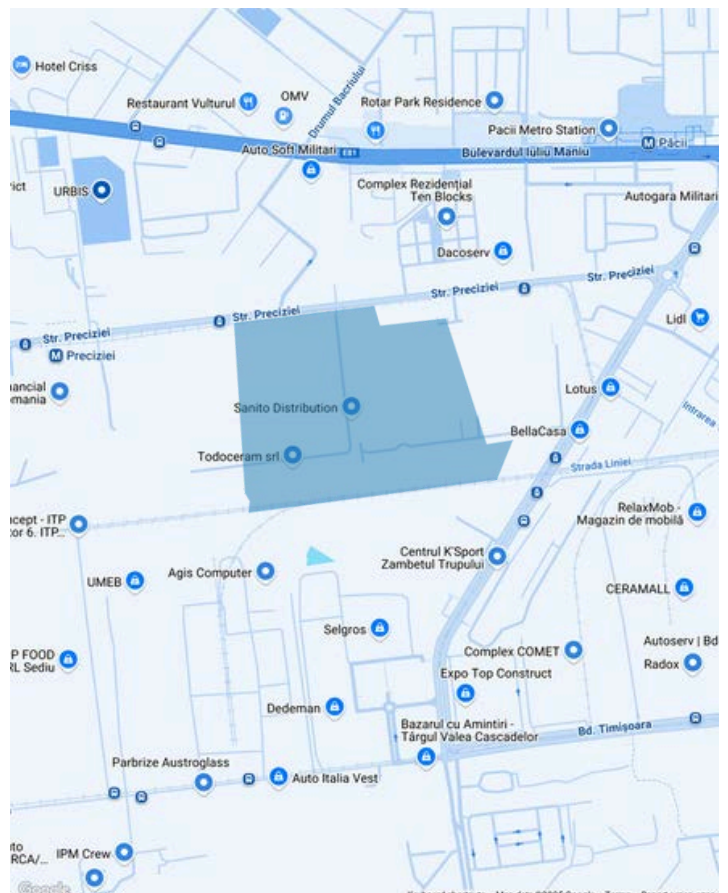 Hotel Criss
Restaurant Vulturul
OMV
Drumul Bacriului
Rotar Park Residence
Pacii Metro Station
M Păcii
Auto Soft Militari
E81
Bulevardul Iuliu Maniu
URBIS
Complex Rezidențial
Ten Blocks
Autogara Militari
Dacoserv
Str. Preciziei
Str. Preciziei
Str. Preciziei
Str. Preciziei
M Preciziei
Lidl
Lotus
Sanito Distribution
Intrarea
BellaCasa
Todoceram srl
Strada Liniei
RelaxMob -
Magazin de mobilă
Centrul K'Sport
Zambetul Trupului
Agis Computer
UMEB
CERAMALL
Selgros
Complex COMET
Autoserv | Bd
Radox
Expo Top Construct
Dedeman
Bazarul cu Amintiri -
Târgul Valea Cascadelor
Bd. Timișoara
Parbrize Austroglass
Auto Italia Vest
IPM Crew
Google